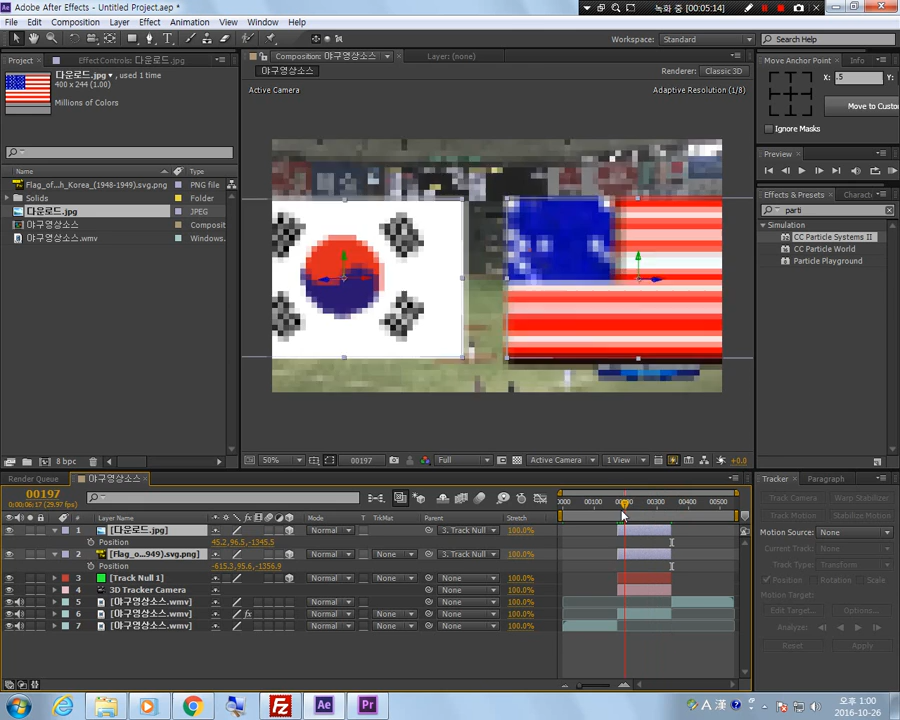 Adobe After Effects - Untitled Project.aep *
녹화 중 [00:05:14]
File Edit Composition Layer Effect Animation View Window Help
Workspace: Standard
Search Help
Project
Effect Controls: 다운로드.jpg
다운로드.jpg ▾ , used 1 time
400 x 244 (1.00)
Millions of Colors
Name Type
Flag_of...h_Korea_(1948-1949).svg.png PNG file
Solids Folder
다운로드.jpg JPEG
야구영상소스 Composit
야구영상소스.wmv Windows.
8 bpc
Composition: 야구영상소스
Layer: (none)
야구영상소스
Renderer: Classic 3D
Active Camera
Adaptive Resolution (1/8)
50% 00197 Full Active Camera 1 View +0.0
Move Anchor Point Info
X: .5
Move to Custo
Ignore Masks
Preview
Effects & Presets Charact
parti
Simulation
CC Particle Systems II
CC Particle World
Particle Playground
Render Queue
야구영상소스
00197
0:00:06:17 (29.97 fps)
Layer Name Mode T TrkMat Parent Stretch
0000 00100 00200 00300 00400 00500
1 [다운로드.jpg] Normal 3. Track Null 100.0%
Position 45.2,96.5,-1345.5
2 [Flag_o...949).svg.png] Normal None 3. Track Null 100.0%
Position -615.3,95.6,-1356.9
3 [Track Null 1] Normal None None 100.0%
4 3D Tracker Camera None 100.0%
5 [야구영상소스.wmv] Normal None None 100.0%
6 [야구영상소스.wmv] Normal None None 100.0%
7 [야구영상소스.wmv] Normal None None 100.0%
Tracker Paragraph
Track Camera Warp Stabilizer
Track Motion Stabilize Motion
Motion Source: None
Current Track: None
Track Type: Transform
Position Rotation Scale
Motion Target:
Edit Target... Options...
Analyze:
Reset Apply
Ae Pr
A 漢
오후 1:00
2016-10-26